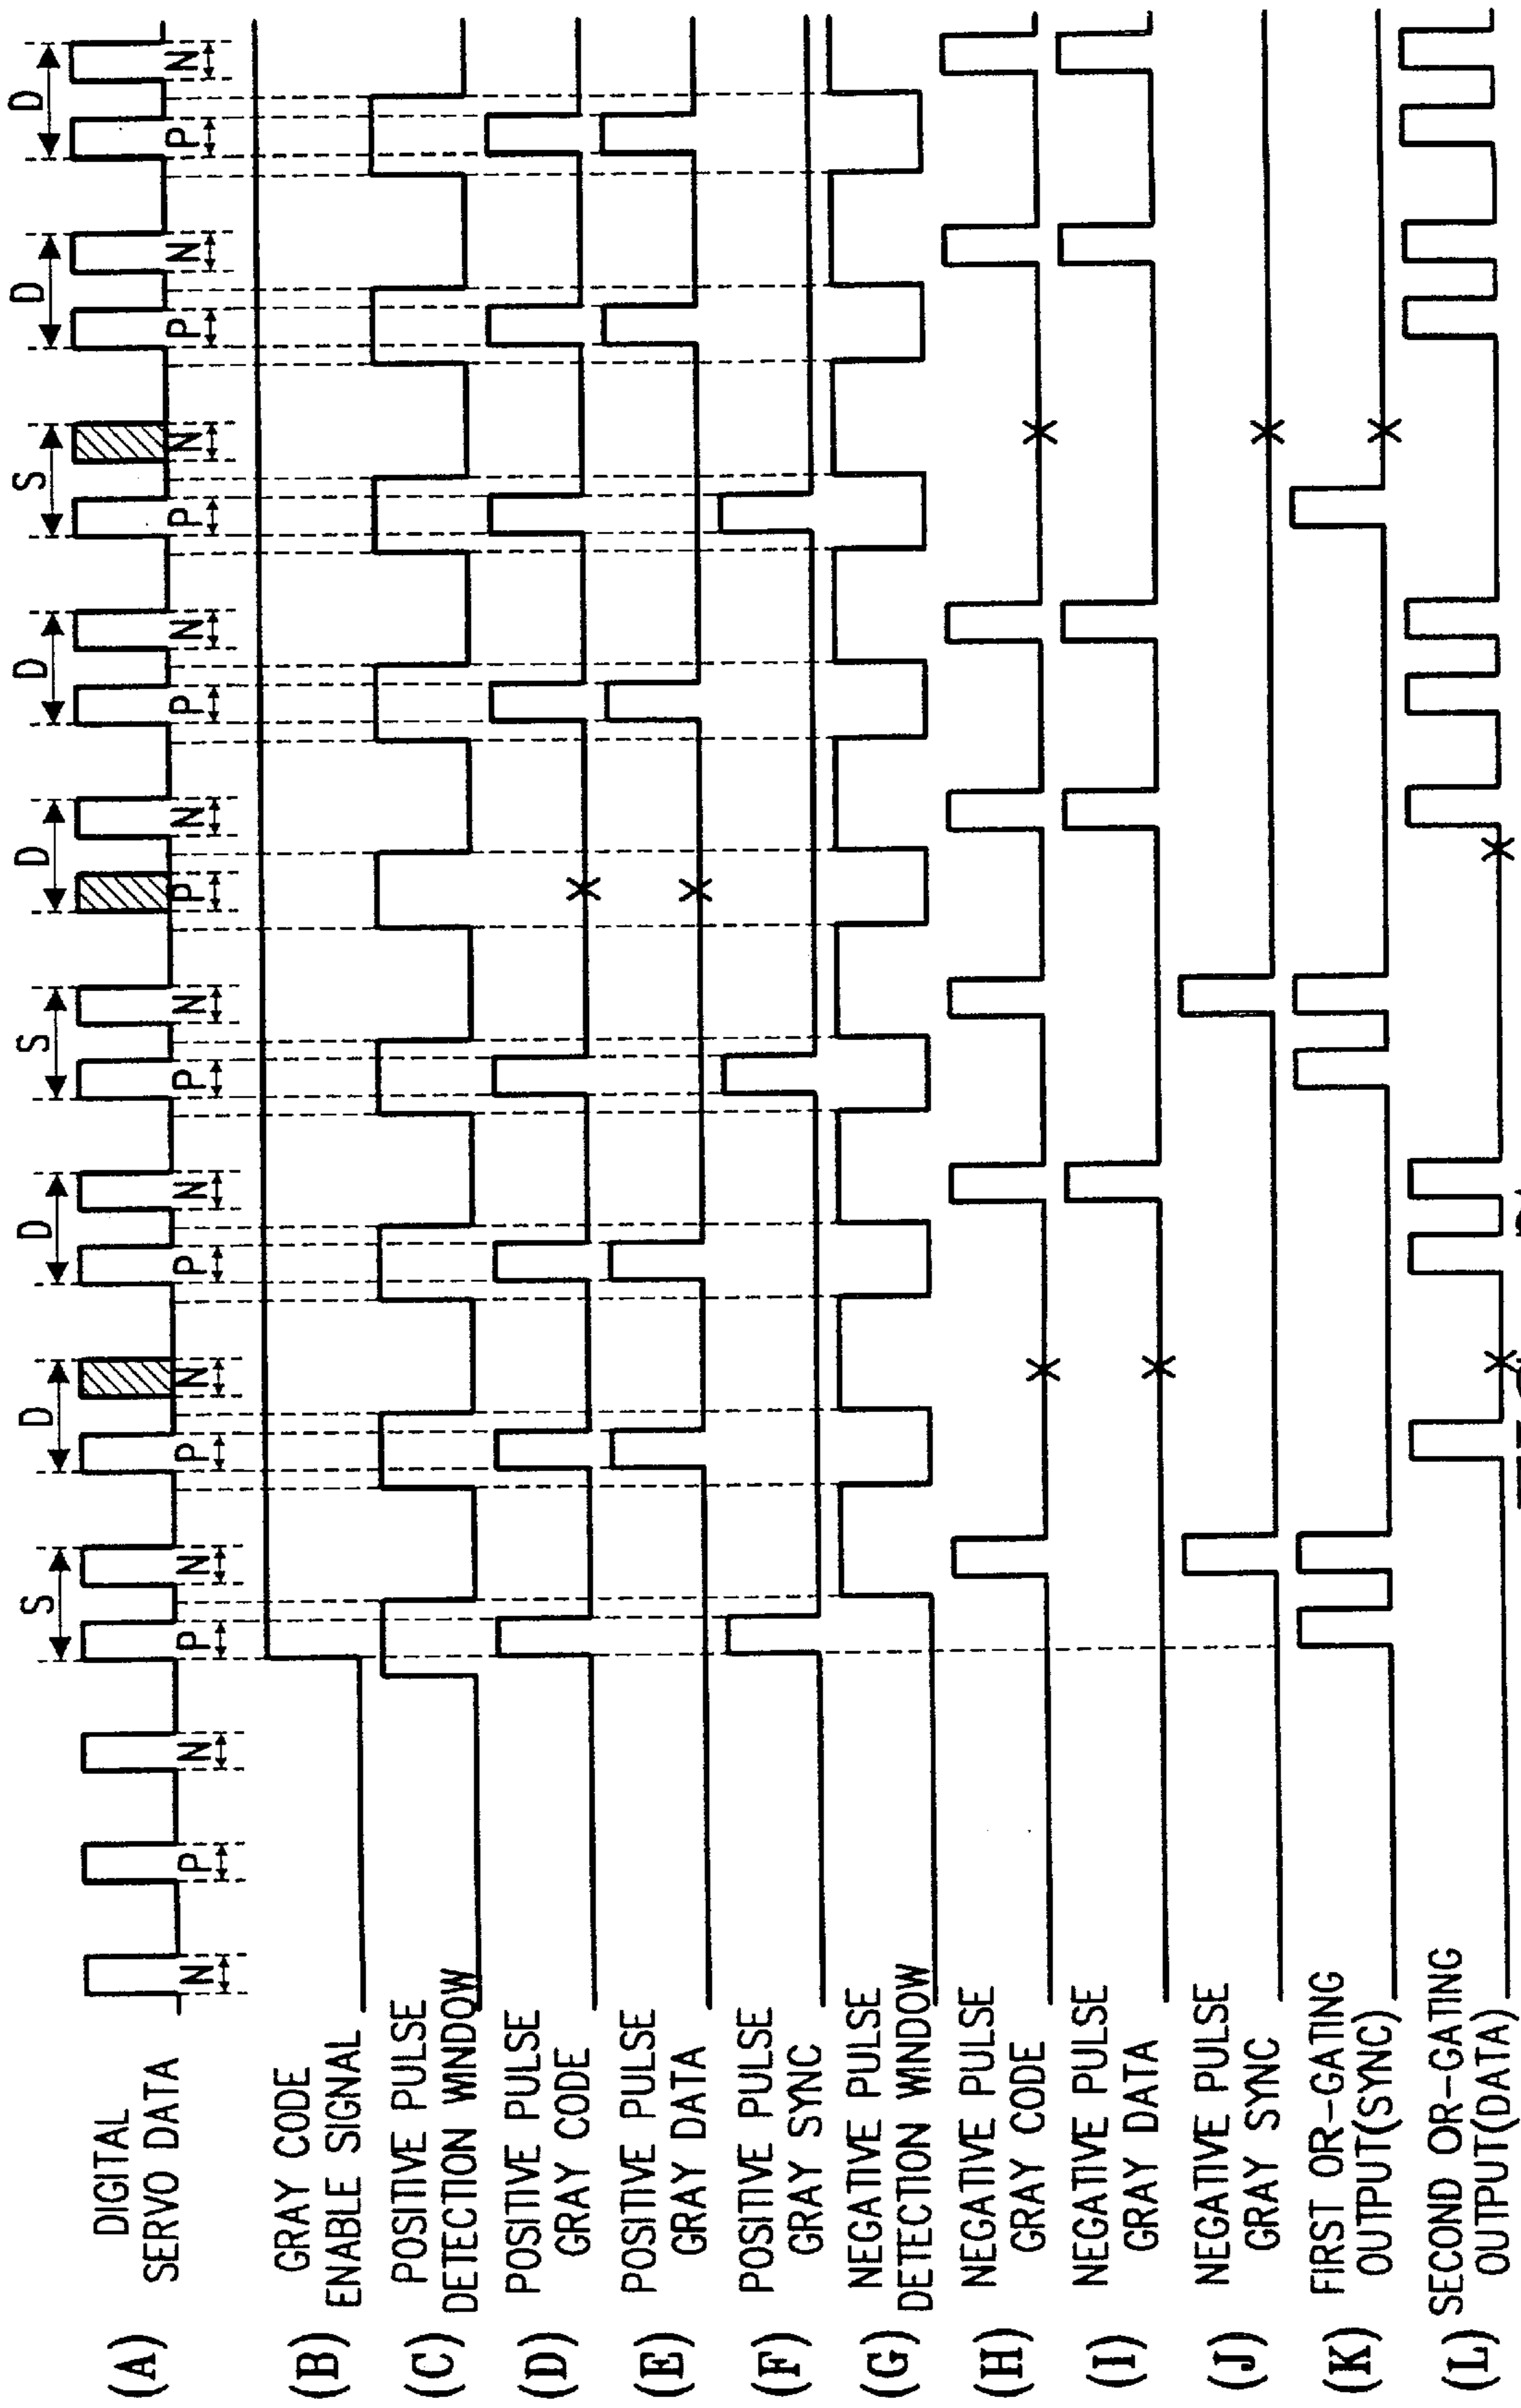 S D D S D D S D D
(A) DIGITAL
SERVO DATA
N P N P N P N P N P N P N P N P N P N P N
(B) GRAY CODE
ENABLE SIGNAL
(C) POSITIVE PULSE
DETECTION WINDOW
(D) POSITIVE PULSE
GRAY CODE
(E) POSITIVE PULSE
GRAY DATA
(F) POSITIVE PULSE
GRAY SYNC
(G) NEGATIVE PULSE
DETECTION WINDOW
(H) NEGATIVE PULSE
GRAY CODE
(I) NEGATIVE PULSE
GRAY DATA
(J) NEGATIVE PULSE
GRAY SYNC
(K) FIRST OR-GATING
OUTPUT(SYNC)
(L) SECOND OR-GATING
OUTPUT(DATA)